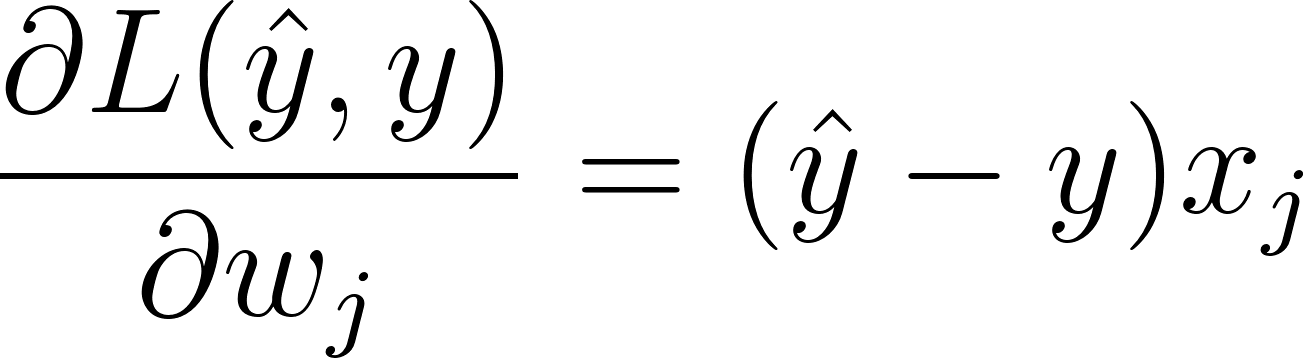 ∂L(ŷ, y)
∂w_j
= (ŷ − y)x_j